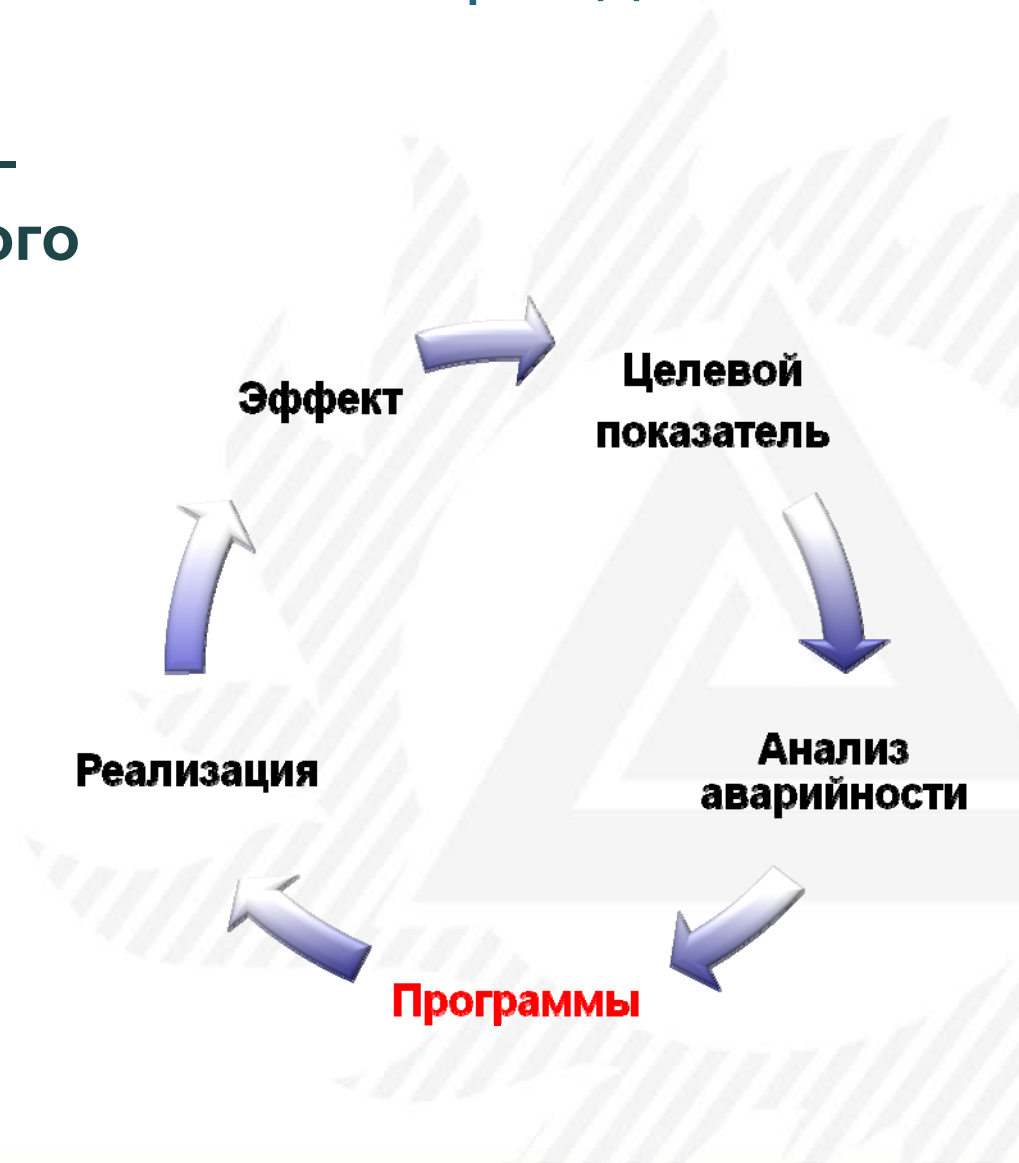 ого
Эффект
Целевой
показатель
Реализация
Анализ
аварийности
Программы